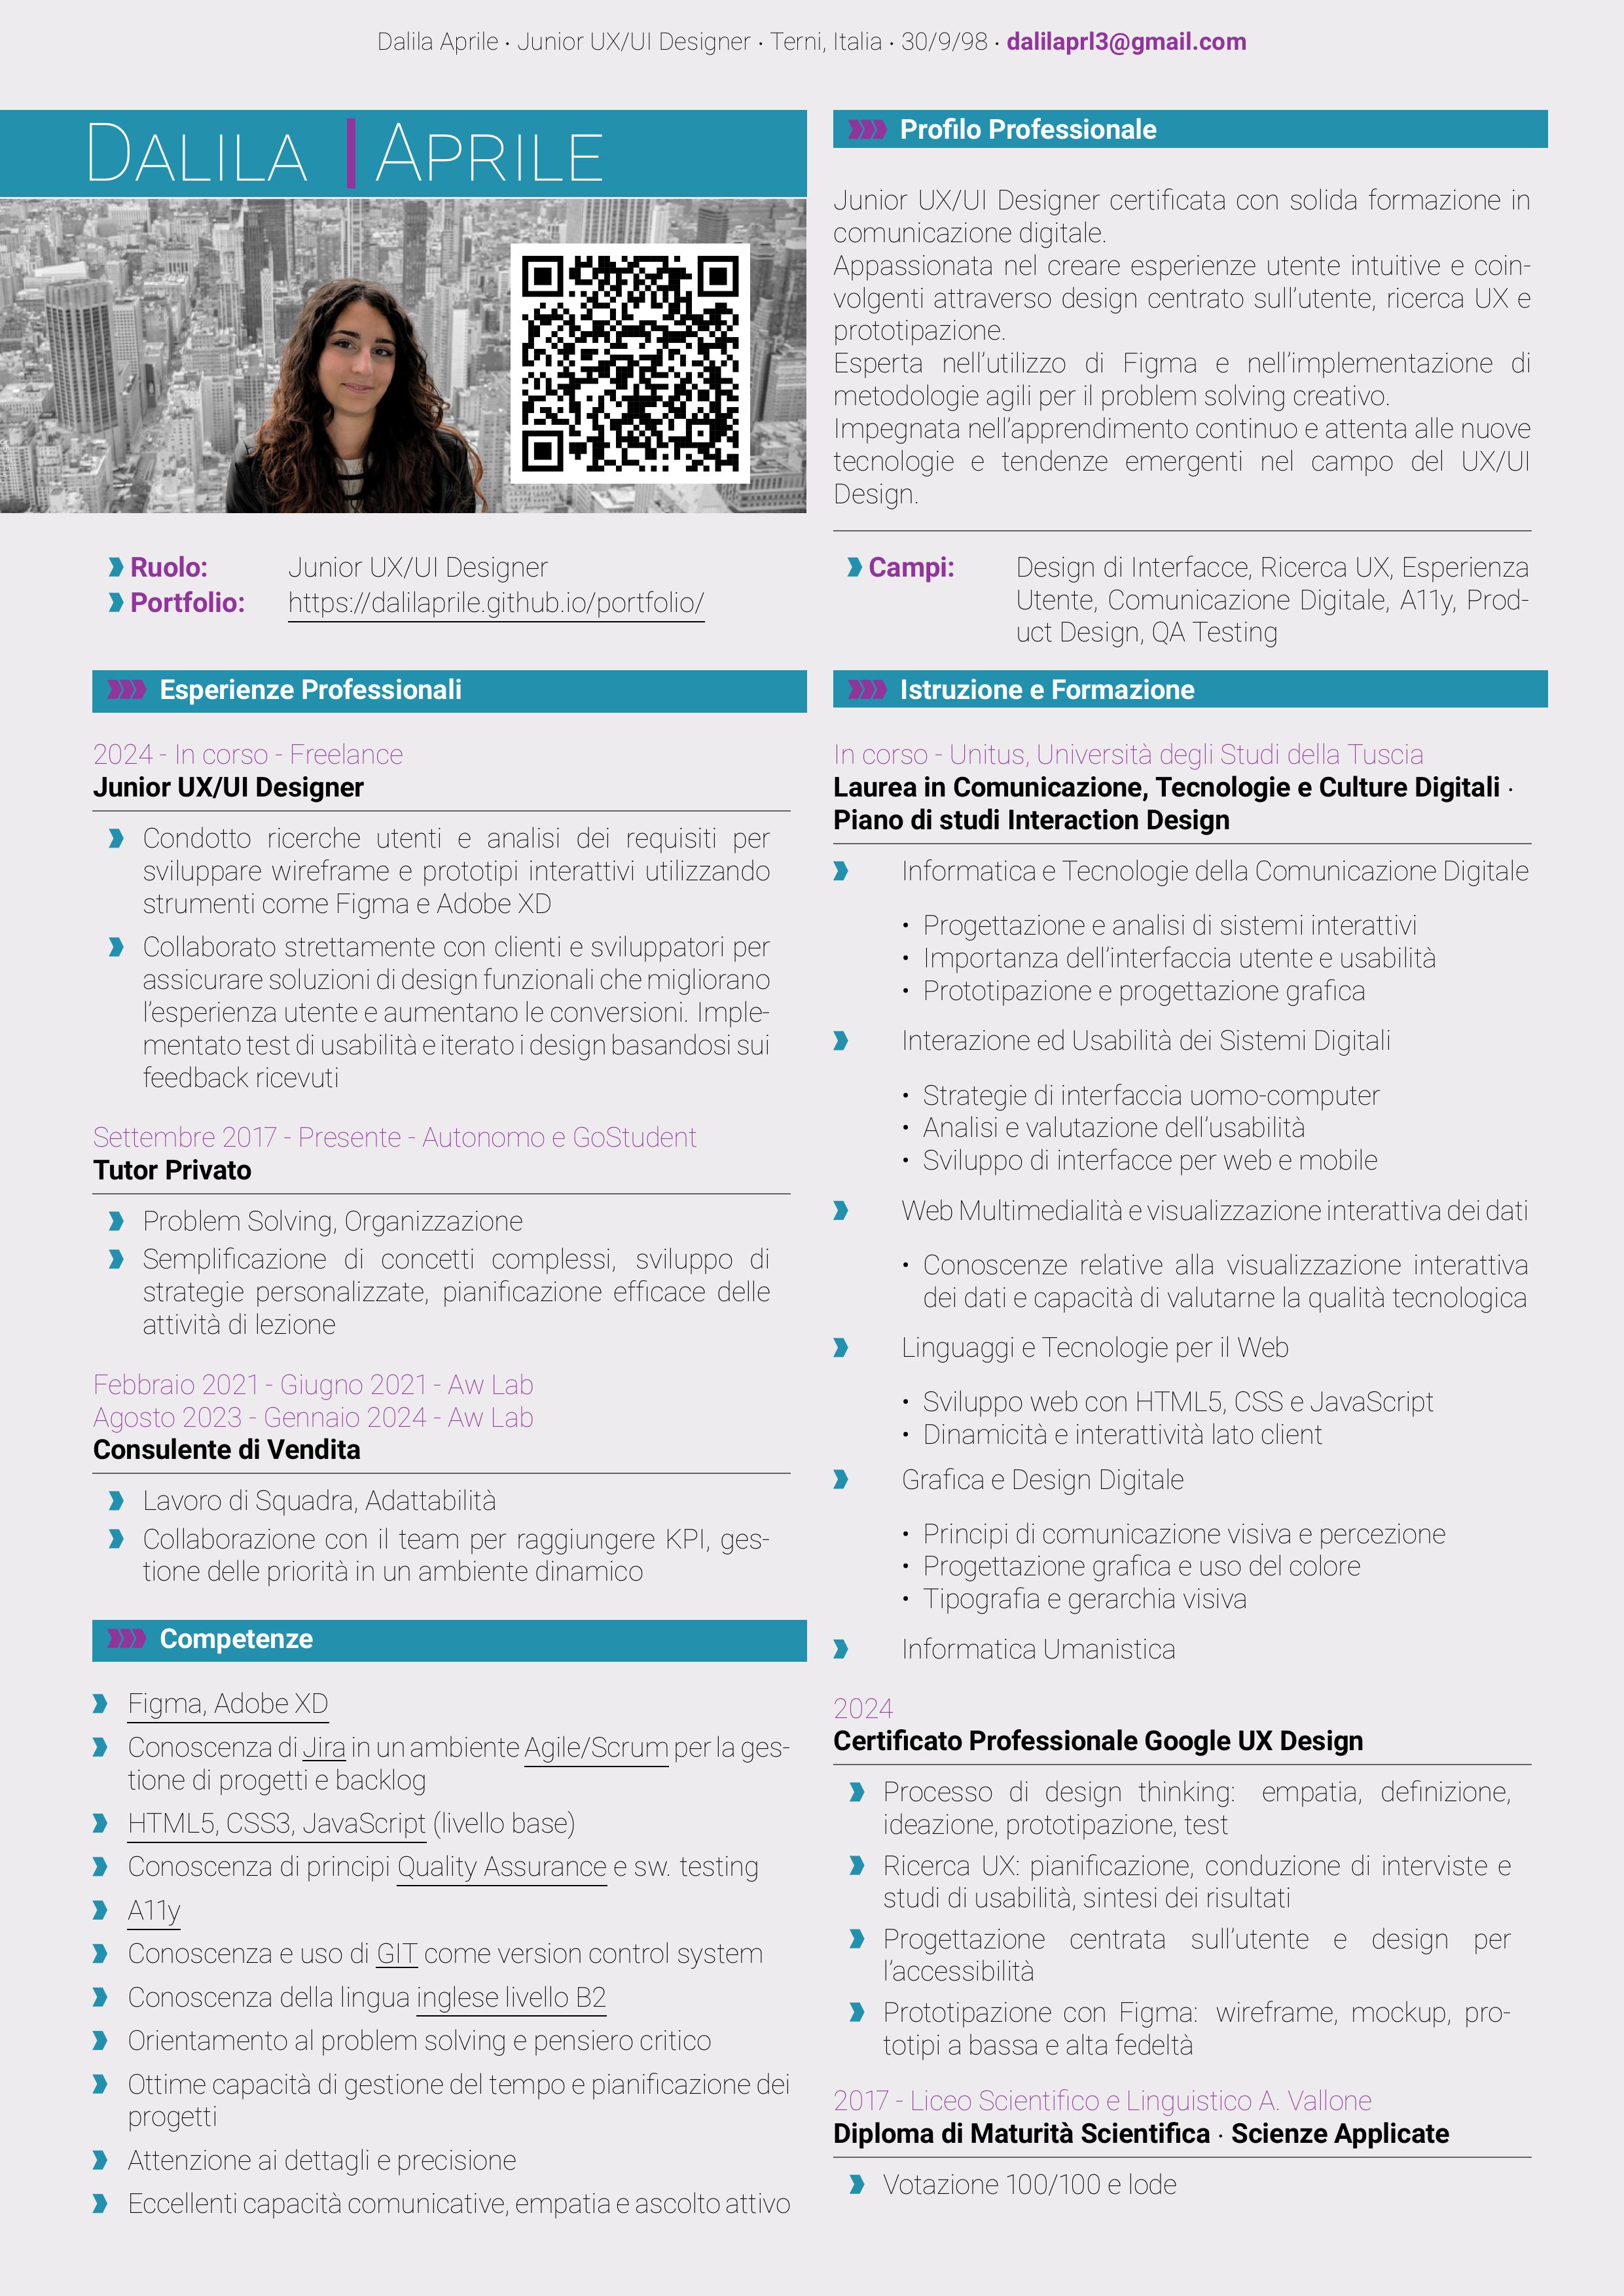 Dalila Aprile · Junior UX/UI Designer · Terni, Italia · 30/9/98 · dalilaprl3@gmail.com
DALILA | APRILE
Ruolo: Junior UX/UI Designer
Portfolio: https://dalilaprile.github.io/portfolio/
Esperienze Professionali
2024 - In corso - Freelance
Junior UX/UI Designer
Condotto ricerche utenti e analisi dei requisiti per
sviluppare wireframe e prototipi interattivi utilizzando
strumenti come Figma e Adobe XD
Collaborato strettamente con clienti e sviluppatori per
assicurare soluzioni di design funzionali che migliorano
l'esperienza utente e aumentano le conversioni. Imple-
mentato test di usabilità e iterato i design basandosi sui
feedback ricevuti
Settembre 2017 - Presente - Autonomo e GoStudent
Tutor Privato
Problem Solving, Organizzazione
Semplificazione di concetti complessi, sviluppo di
strategie personalizzate, pianificazione efficace delle
attività di lezione
Febbraio 2021 - Giugno 2021 - Aw Lab
Agosto 2023 - Gennaio 2024 - Aw Lab
Consulente di Vendita
Lavoro di Squadra, Adattabilità
Collaborazione con il team per raggiungere KPI, ges-
tione delle priorità in un ambiente dinamico
Competenze
Figma, Adobe XD
Conoscenza di Jira in un ambiente Agile/Scrum per la ges-
tione di progetti e backlog
HTML5, CSS3, JavaScript (livello base)
Conoscenza di principi Quality Assurance e sw. testing
A11y
Conoscenza e uso di GIT come version control system
Conoscenza della lingua inglese livello B2
Orientamento al problem solving e pensiero critico
Ottime capacità di gestione del tempo e pianificazione dei
progetti
Attenzione ai dettagli e precisione
Eccellenti capacità comunicative, empatia e ascolto attivo
Profilo Professionale
Junior UX/UI Designer certificata con solida formazione in
comunicazione digitale.
Appassionata nel creare esperienze utente intuitive e coin-
volgenti attraverso design centrato sull'utente, ricerca UX e
prototipazione.
Esperta nell'utilizzo di Figma e nell'implementazione di
metodologie agili per il problem solving creativo.
Impegnata nell'apprendimento continuo e attenta alle nuove
tecnologie e tendenze emergenti nel campo del UX/UI
Design.
Campi: Design di Interfacce, Ricerca UX, Esperienza
Utente, Comunicazione Digitale, A11y, Prod-
uct Design, QA Testing
Istruzione e Formazione
In corso - Unitus, Università degli Studi della Tuscia
Laurea in Comunicazione, Tecnologie e Culture Digitali ·
Piano di studi Interaction Design
Informatica e Tecnologie della Comunicazione Digitale
• Progettazione e analisi di sistemi interattivi
• Importanza dell'interfaccia utente e usabilità
• Prototipazione e progettazione grafica
Interazione ed Usabilità dei Sistemi Digitali
• Strategie di interfaccia uomo-computer
• Analisi e valutazione dell'usabilità
• Sviluppo di interfacce per web e mobile
Web Multimedialità e visualizzazione interattiva dei dati
• Conoscenze relative alla visualizzazione interattiva
dei dati e capacità di valutarne la qualità tecnologica
Linguaggi e Tecnologie per il Web
• Sviluppo web con HTML5, CSS e JavaScript
• Dinamicità e interattività lato client
Grafica e Design Digitale
• Principi di comunicazione visiva e percezione
• Progettazione grafica e uso del colore
• Tipografia e gerarchia visiva
Informatica Umanistica
2024
Certificato Professionale Google UX Design
Processo di design thinking: empatia, definizione,
ideazione, prototipazione, test
Ricerca UX: pianificazione, conduzione di interviste e
studi di usabilità, sintesi dei risultati
Progettazione centrata sull'utente e design per
l'accessibilità
Prototipazione con Figma: wireframe, mockup, pro-
totipi a bassa e alta fedeltà
2017 - Liceo Scientifico e Linguistico A. Vallone
Diploma di Maturità Scientifica · Scienze Applicate
Votazione 100/100 e lode